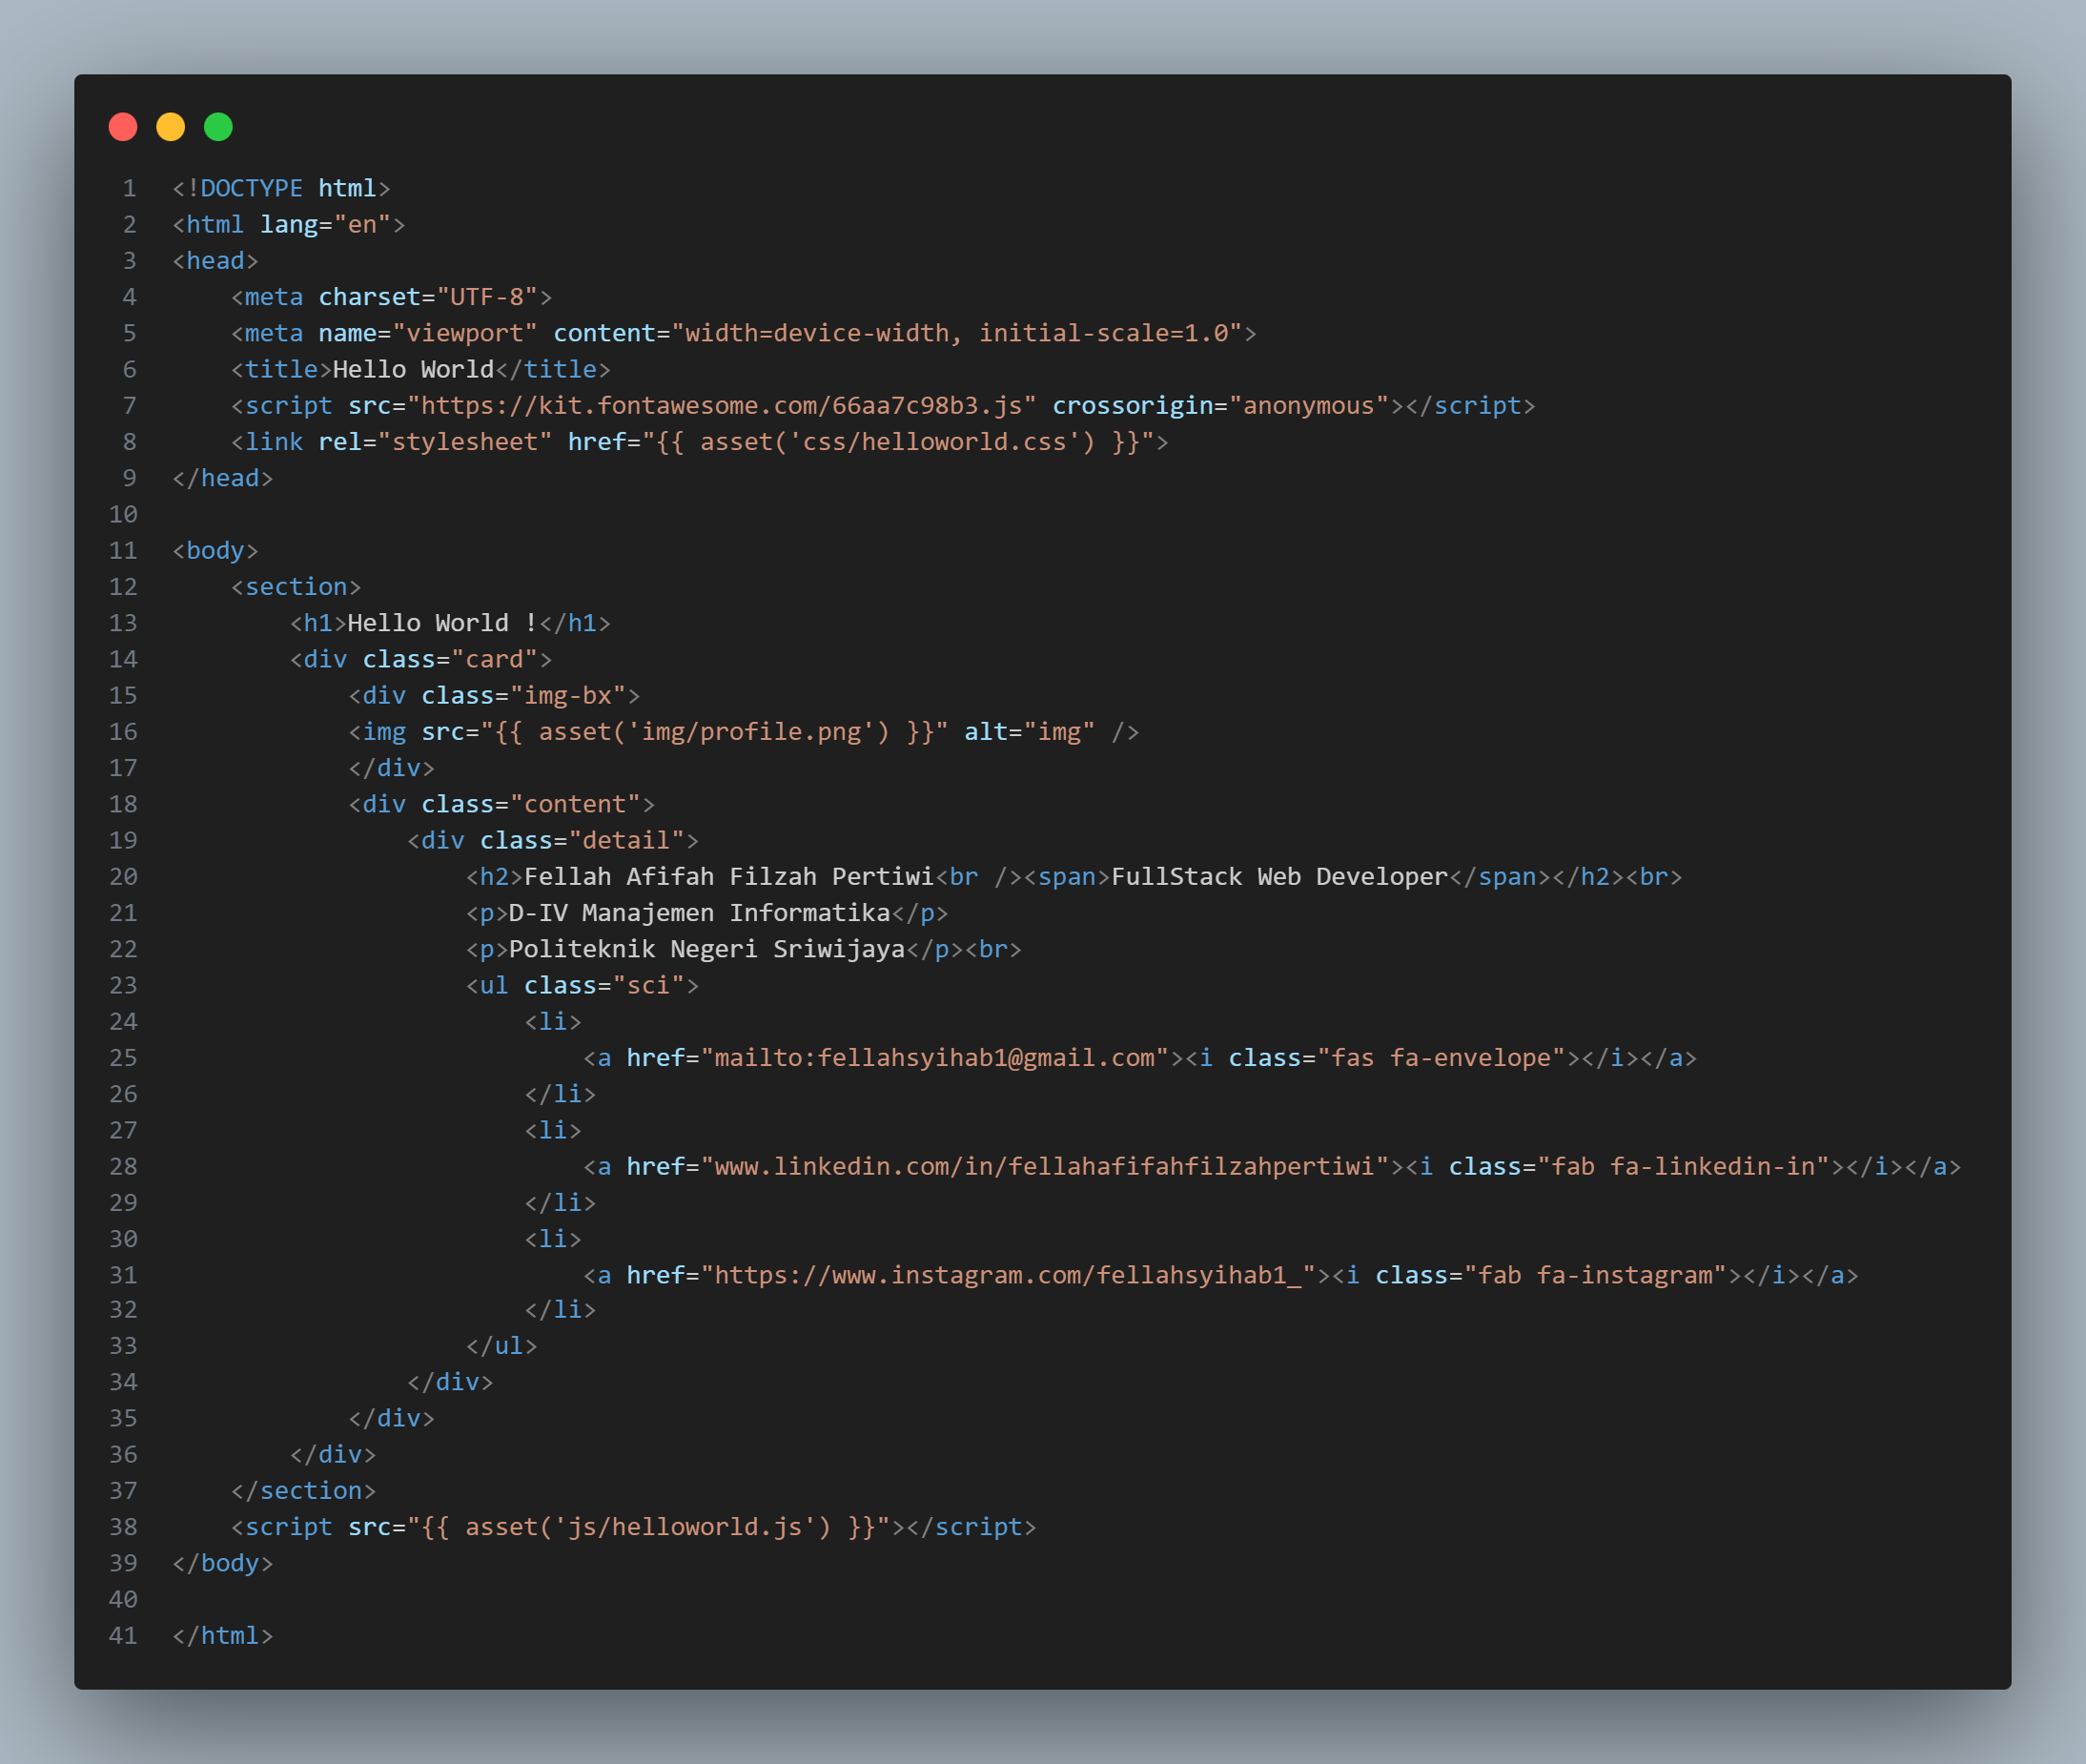 1 <!DOCTYPE html>
2 <html lang="en">
3 <head>
4     <meta charset="UTF-8">
5     <meta name="viewport" content="width=device-width, initial-scale=1.0">
6     <title>Hello World</title>
7     <script src="https://kit.fontawesome.com/66aa7c98b3.js" crossorigin="anonymous"></script>
8     <link rel="stylesheet" href="{{ asset('css/helloworld.css') }}">
9 </head>
10
11 <body>
12     <section>
13         <h1>Hello World !</h1>
14         <div class="card">
15             <div class="img-bx">
16             <img src="{{ asset('img/profile.png') }}" alt="img" />
17             </div>
18             <div class="content">
19                 <div class="detail">
20                     <h2>Fellah Afifah Filzah Pertiwi<br /><span>FullStack Web Developer</span></h2><br>
21                     <p>D-IV Manajemen Informatika</p>
22                     <p>Politeknik Negeri Sriwijaya</p><br>
23                     <ul class="sci">
24                         <li>
25                             <a href="mailto:fellahsyihab1@gmail.com"><i class="fas fa-envelope"></i></a>
26                         </li>
27                         <li>
28                             <a href="www.linkedin.com/in/fellahafifahfilzahpertiwi"><i class="fab fa-linkedin-in"></i></a>
29                         </li>
30                         <li>
31                             <a href="https://www.instagram.com/fellahsyihab1_"><i class="fab fa-instagram"></i></a>
32                         </li>
33                     </ul>
34                 </div>
35             </div>
36         </div>
37     </section>
38     <script src="{{ asset('js/helloworld.js') }}"></script>
39 </body>
40
41 </html>